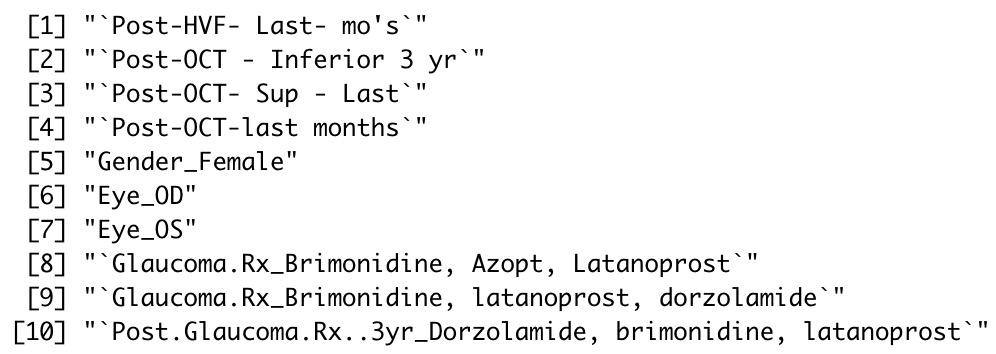 [1] "`Post-HVF- Last- mo's`"
[2] "`Post-OCT - Inferior 3 yr`"
[3] "`Post-OCT- Sup - Last`"
[4] "`Post-OCT-last months`"
[5] "Gender_Female"
[6] "Eye_OD"
[7] "Eye_OS"
[8] "`Glaucoma.Rx_Brimonidine, Azopt, Latanoprost`"
[9] "`Glaucoma.Rx_Brimonidine, latanoprost, dorzolamide`"
[10] "`Post.Glaucoma.Rx..3yr_Dorzolamide, brimonidine, latanoprost`"